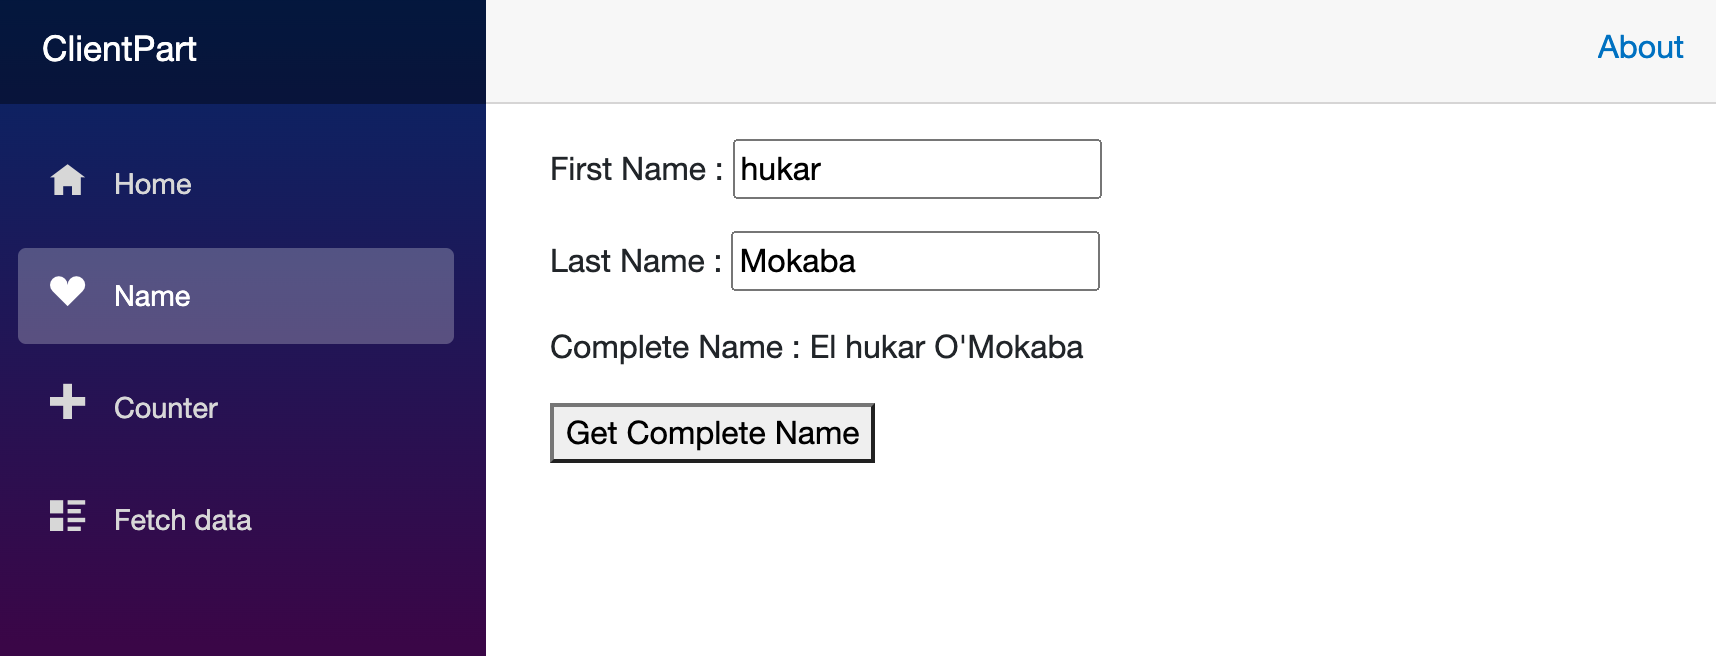 ClientPart
About
Home
Name
Counter
Fetch data
First Name : hukar
Last Name : Mokaba
Complete Name : El hukar O'Mokaba
Get Complete Name